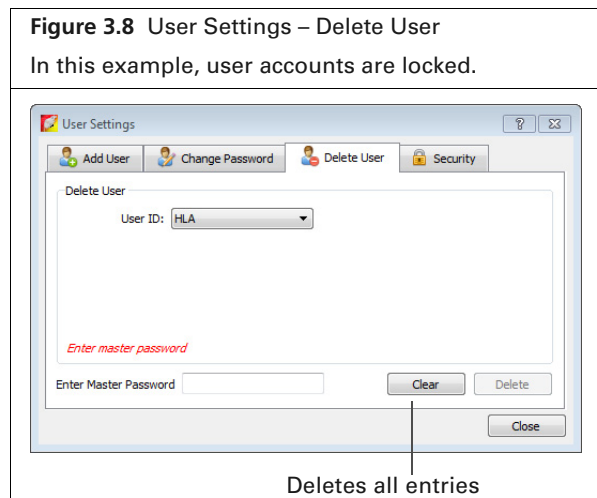 Figure 3.8 User Settings – Delete User
In this example, user accounts are locked.
User Settings
Add User Change Password Delete User Security
Delete User
User ID: HLA
Enter master password
Enter Master Password Clear Delete
Close
Deletes all entries